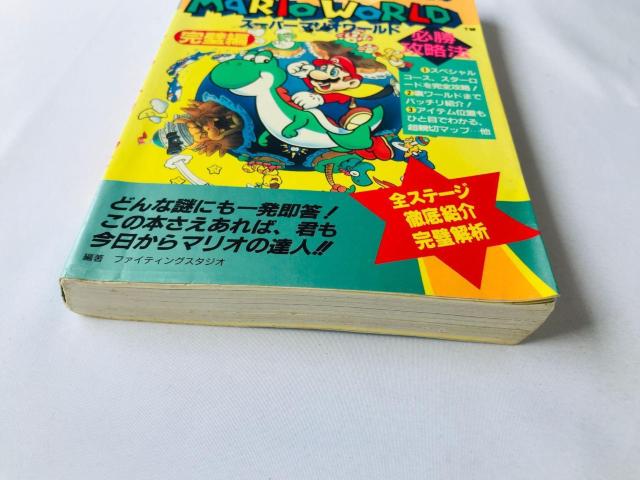 MARIO WORLD
スーパーマリオワールド
TM
完璧編
必勝
攻略法
❶スペシャル
コース、スターロ
ードを完全攻略！
❷裏ワールドまで
バッチリ紹介！
❸アイテム位置も
ひと目でわかる、
超親切マップ…他
全ステージ
徹底紹介
完璧解析
どんな謎にも一発即答！
この本さえあれば、君も
今日からマリオの達人!!
編著 ファイティングスタジオ